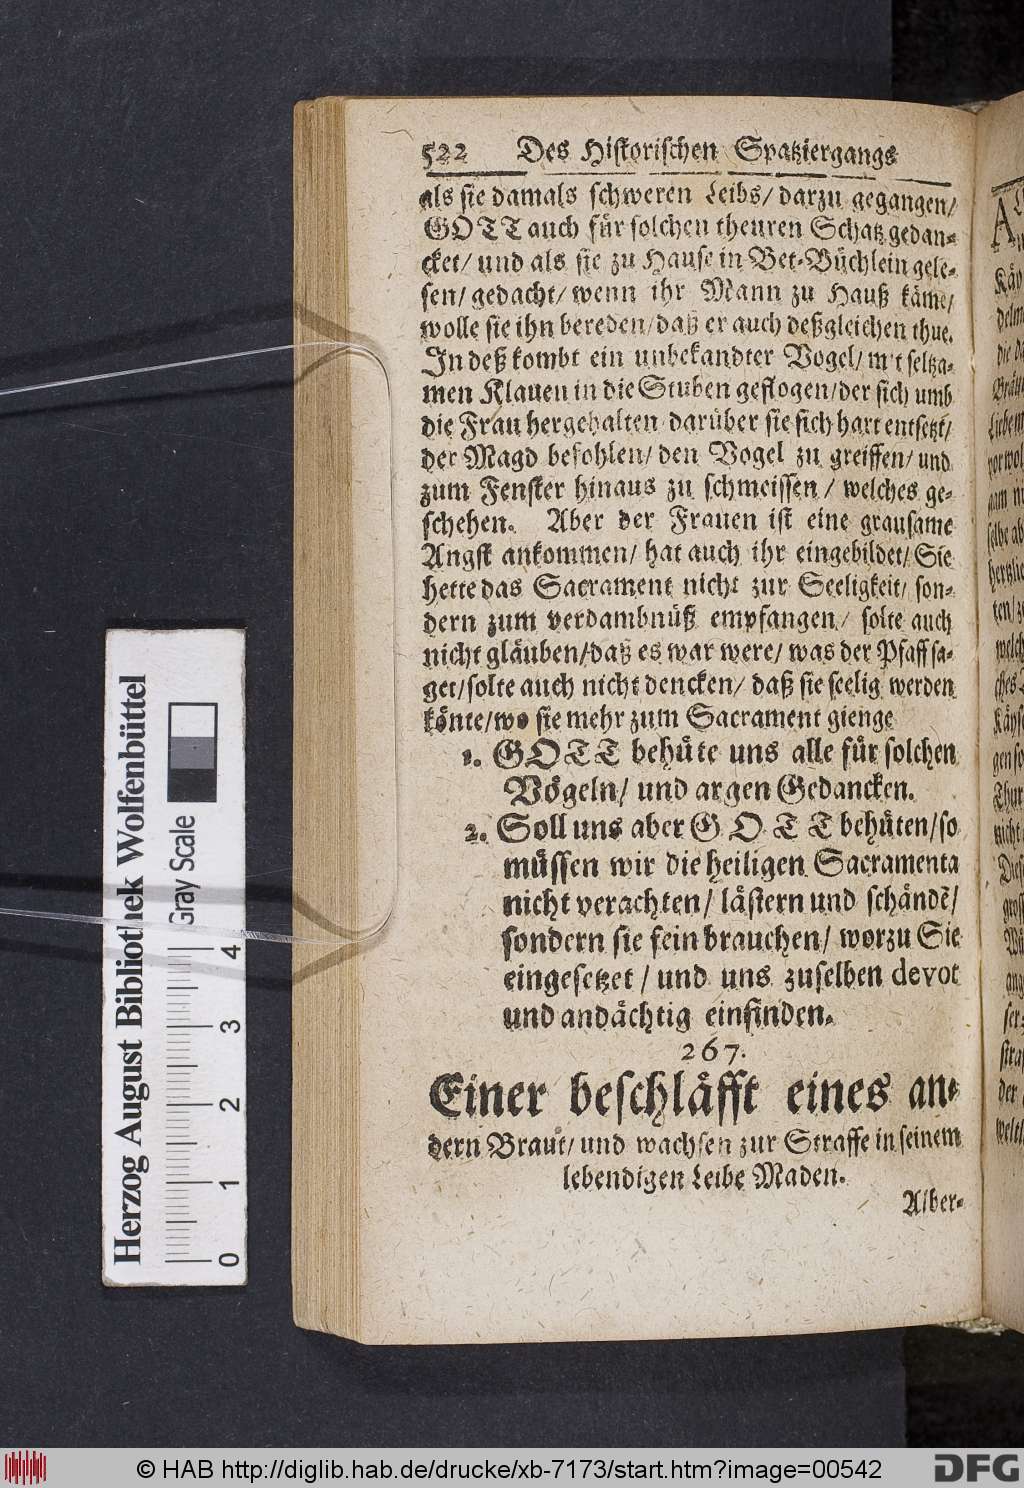 522 Des Historischen Spatziergangs
als sie damals schweren Leibs/ darzu gegangen/
GOTT auch für solchen theuren Schatz gedan-
cket/ und als sie zu Hause in Bet-Büchlein gele-
sen/ gedacht/ wenn ihr Mann zu Hauß käme/
wolle sie ihn bereden/ daß er auch deßgleichen thue.
In deß kombt ein unbekandter Vogel/ mit seltza-
men Klauen in die Stuben geflogen/ der sich umb
die Frau hergehalten darüber sie sich hart entsetzt/
der Magd befohlen/ den Vogel zu greiffen/ und
zum Fenster hinaus zu schmeissen/ welches ge-
schehen. Aber der Frauen ist eine grausame
Angst ankommen/ hat auch ihr eingebildet/ Sie
hette das Sacrament nicht zur Seeligkeit/ son-
dern zum verdambnüß empfangen/ solte auch
nicht gläuben/ daß es war were/ was der Pfaff sa-
get/ solte auch nicht dencken/ daß sie seelig werden
könte/ wo sie mehr zum Sacrament gienge
1. GOTT behüte uns alle für solchen
Vögeln/ und argen Gedancken.
2. Soll uns aber GOTT behüten/ so
müssen wir die heiligen Sacramenta
nicht verachten/ lästern und schändē/
sondern sie fein brauchen/ worzu Sie
eingesetzet/ und uns zuselben devot
und andächtig einfinden.
267.
Einer beschläfft eines an-
dern Braut/ und wachsen zur Straffe in seinem
lebendigen Leibe Maden.
Alber-
Herzog August Bibliothek Wolfenbüttel
Gray Scale
0 1 2 3 4
© HAB http://diglib.hab.de/drucke/xb-7173/start.htm?image=00542
DFG